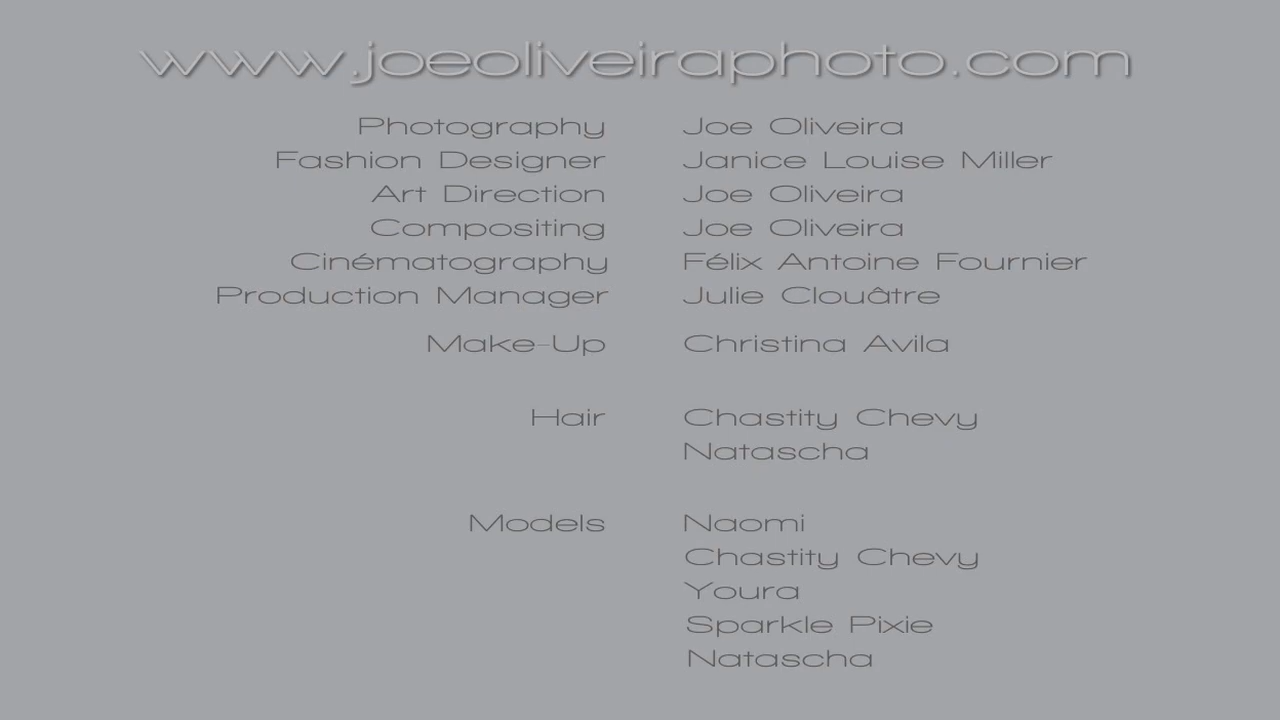 www.joeoliveiraphoto.com
Photography Joe Oliveira
Fashion Designer Janice Louise Miller
Art Direction Joe Oliveira
Compositing Joe Oliveira
Cinématography Félix Antoine Fournier
Production Manager Julie Clouâtre
Make-Up Christina Avila
Hair Chastity Chevy
Natascha
Models Naomi
Chastity Chevy
Youra
Sparkle Pixie
Natascha